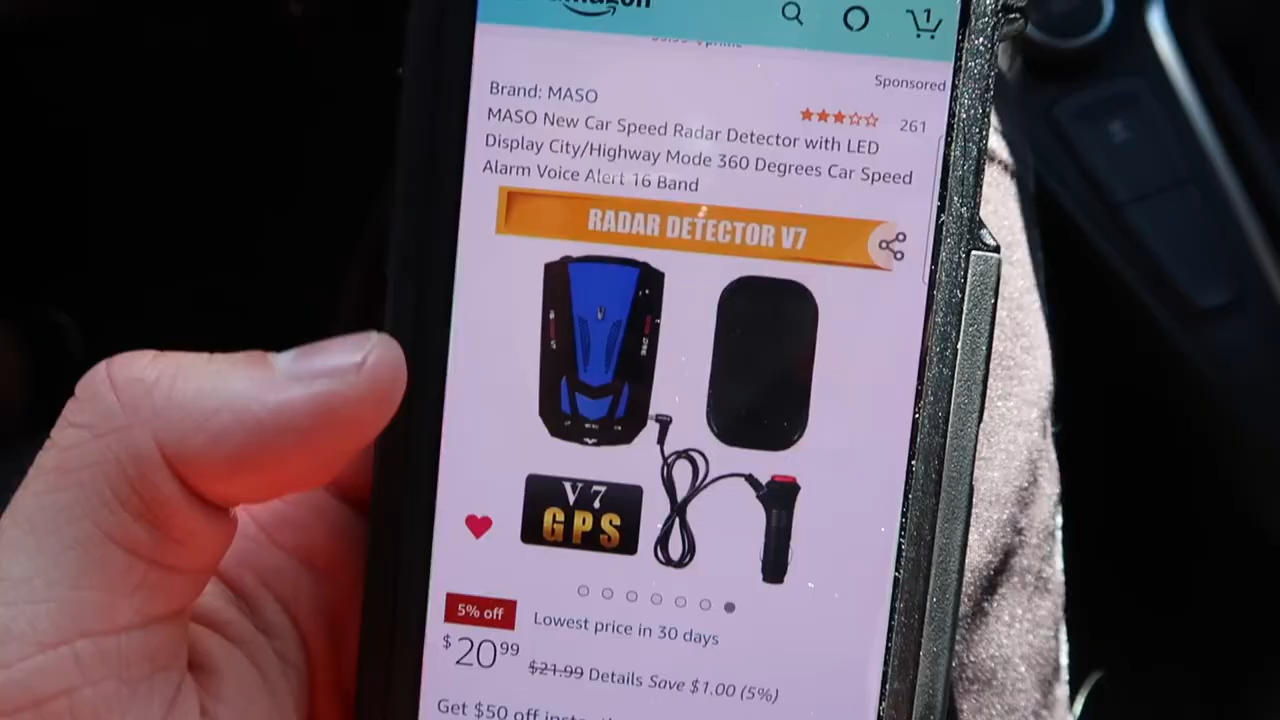 1
Sponsored
Brand: MASO
261
MASO New Car Speed Radar Detector with LED
Display City/Highway Mode 360 Degrees Car Speed
Alarm Voice Alert 16 Band
RADAR DETECTOR V7
V7
GPS
5% off
Lowest price in 30 days
$20.99
$21.99 Details Save $1.00 (5%)
Get $50 off